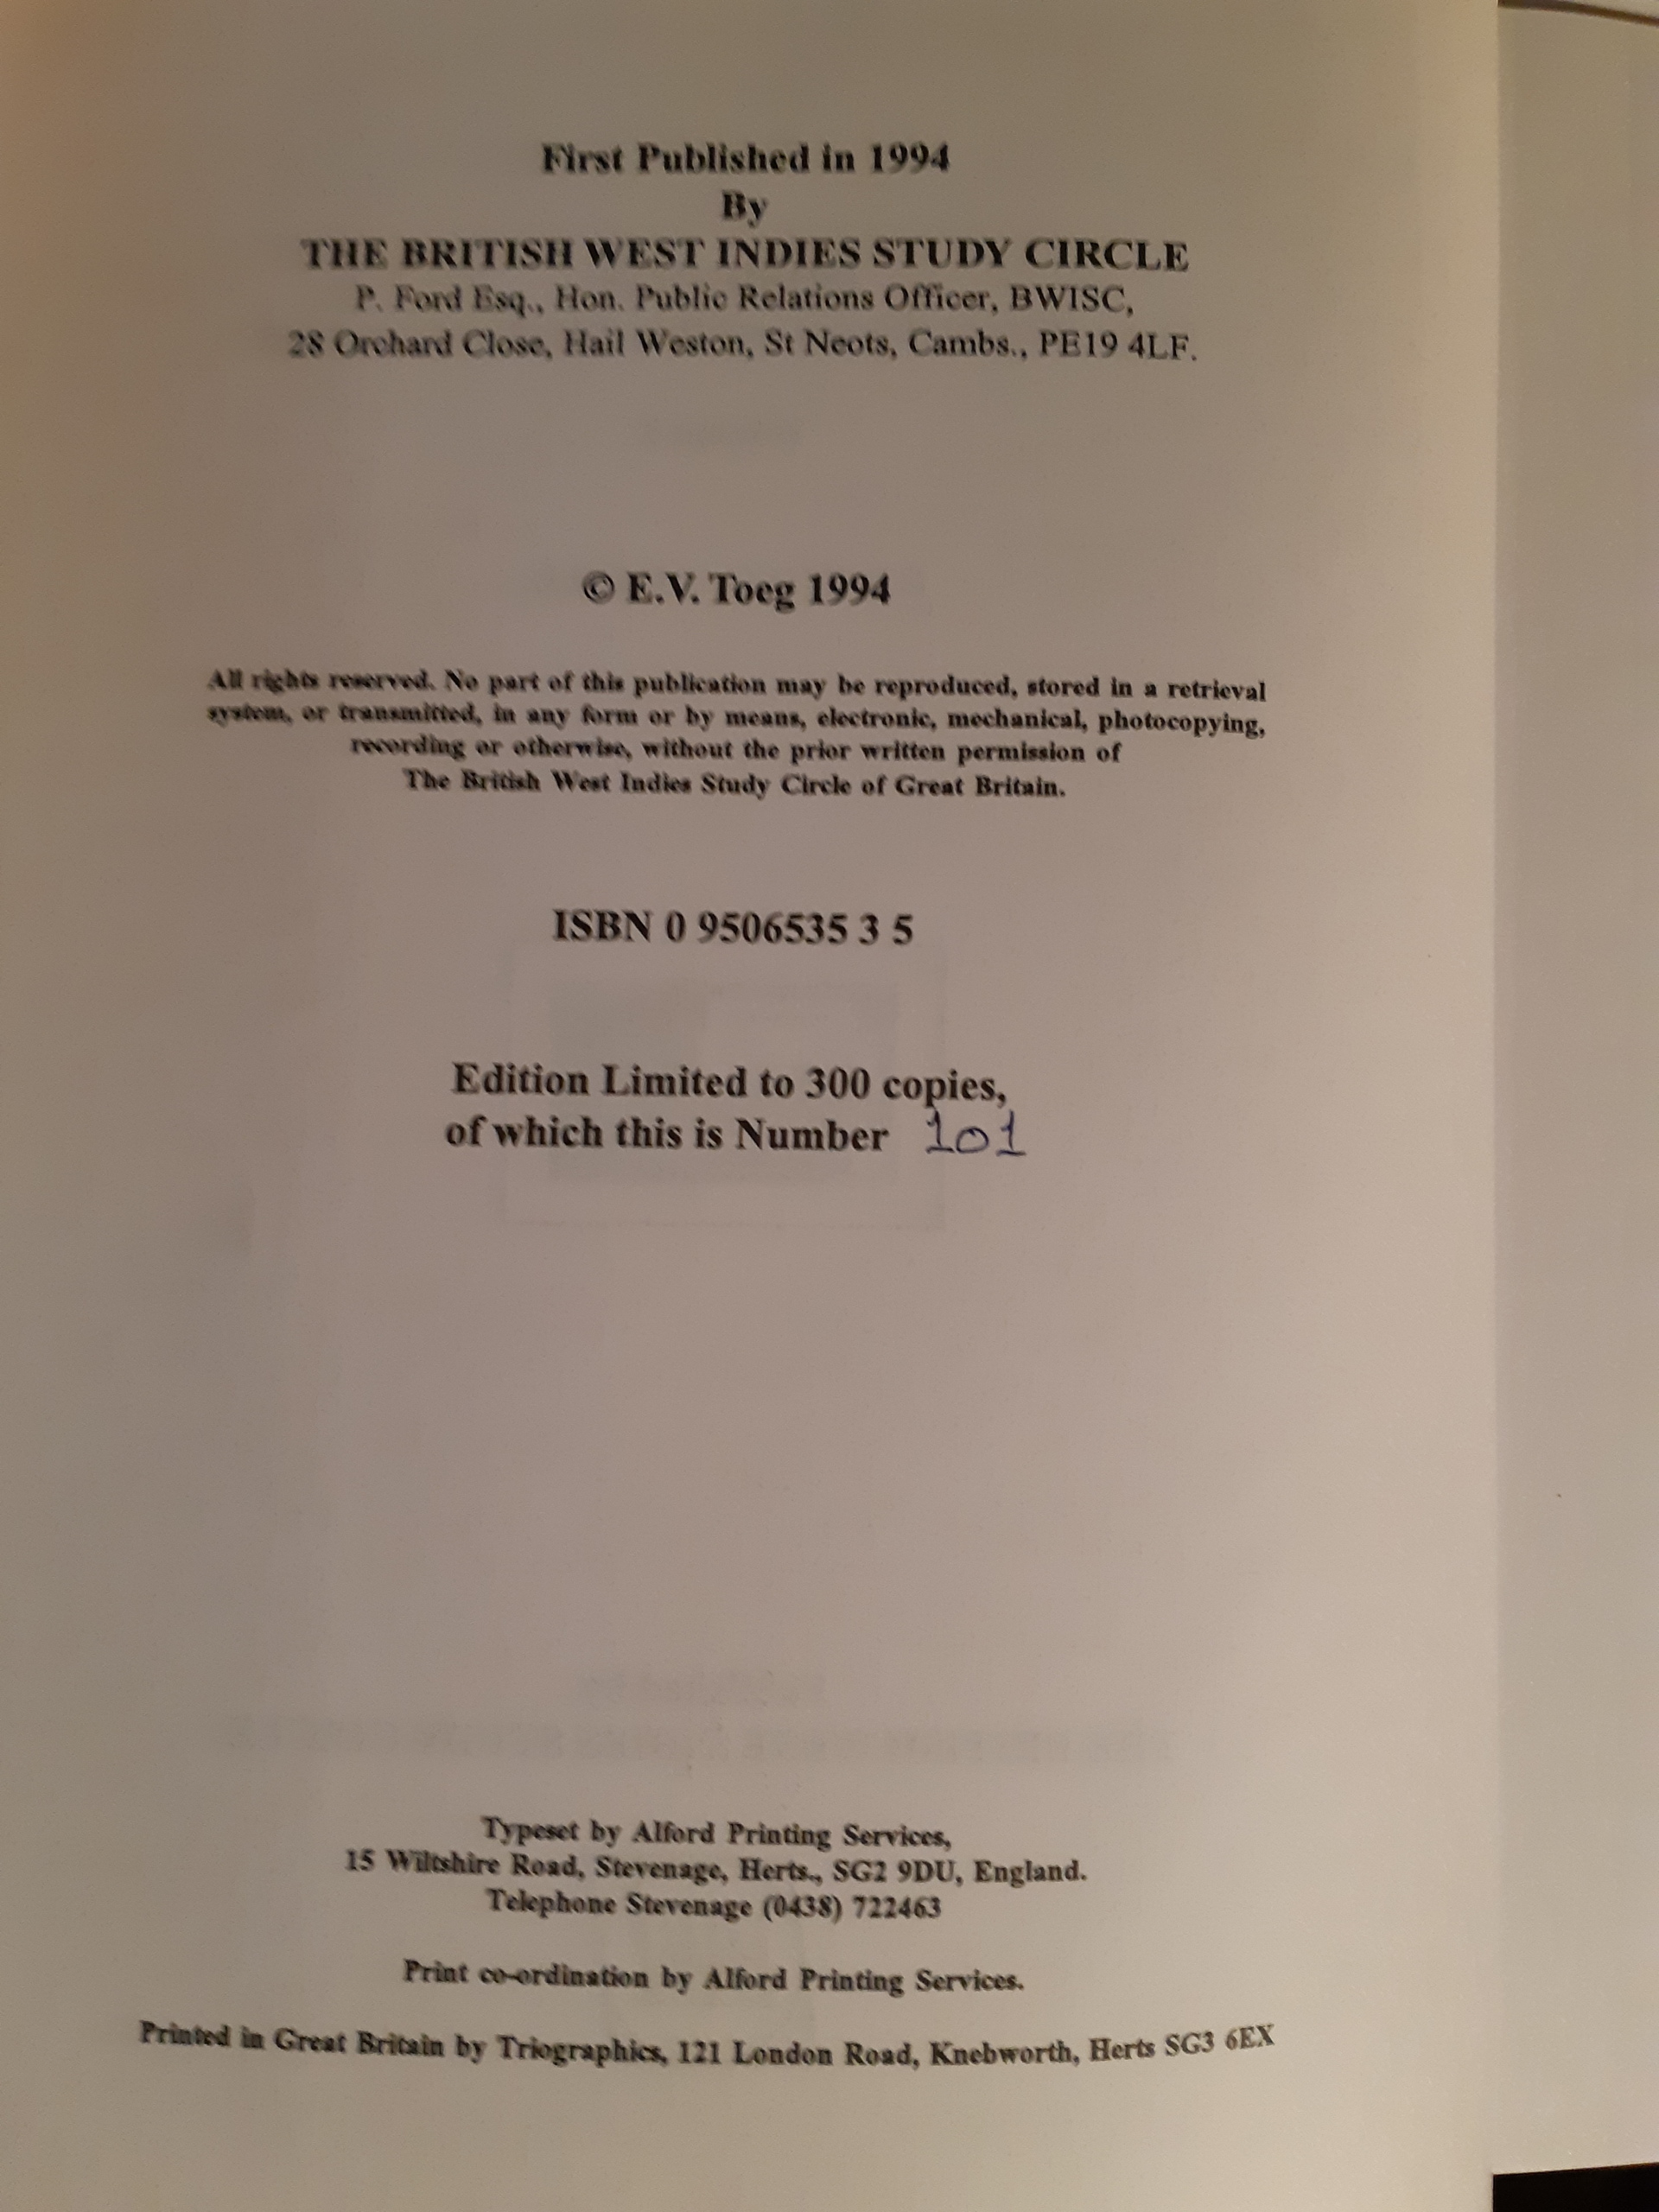 First Published in 1994
By
THE BRITISH WEST INDIES STUDY CIRCLE
P. Ford Esq., Hon. Public Relations Officer, BWISC,
28 Orchard Close, Hail Weston, St Neots, Cambs., PE19 4LF.
© E.V. Toeg 1994
All rights reserved. No part of this publication may be reproduced, stored in a retrieval
system, or transmitted, in any form or by means, electronic, mechanical, photocopying,
recording or otherwise, without the prior written permission of
The British West Indies Study Circle of Great Britain.
ISBN 0 9506535 3 5
Edition Limited to 300 copies,
of which this is Number 101
Typeset by Alford Printing Services,
15 Wiltshire Road, Stevenage, Herts., SG2 9DU, England.
Telephone Stevenage (0438) 722463
Print co-ordination by Alford Printing Services.
Printed in Great Britain by Triographics, 121 London Road, Knebworth, Herts SG3 6EX